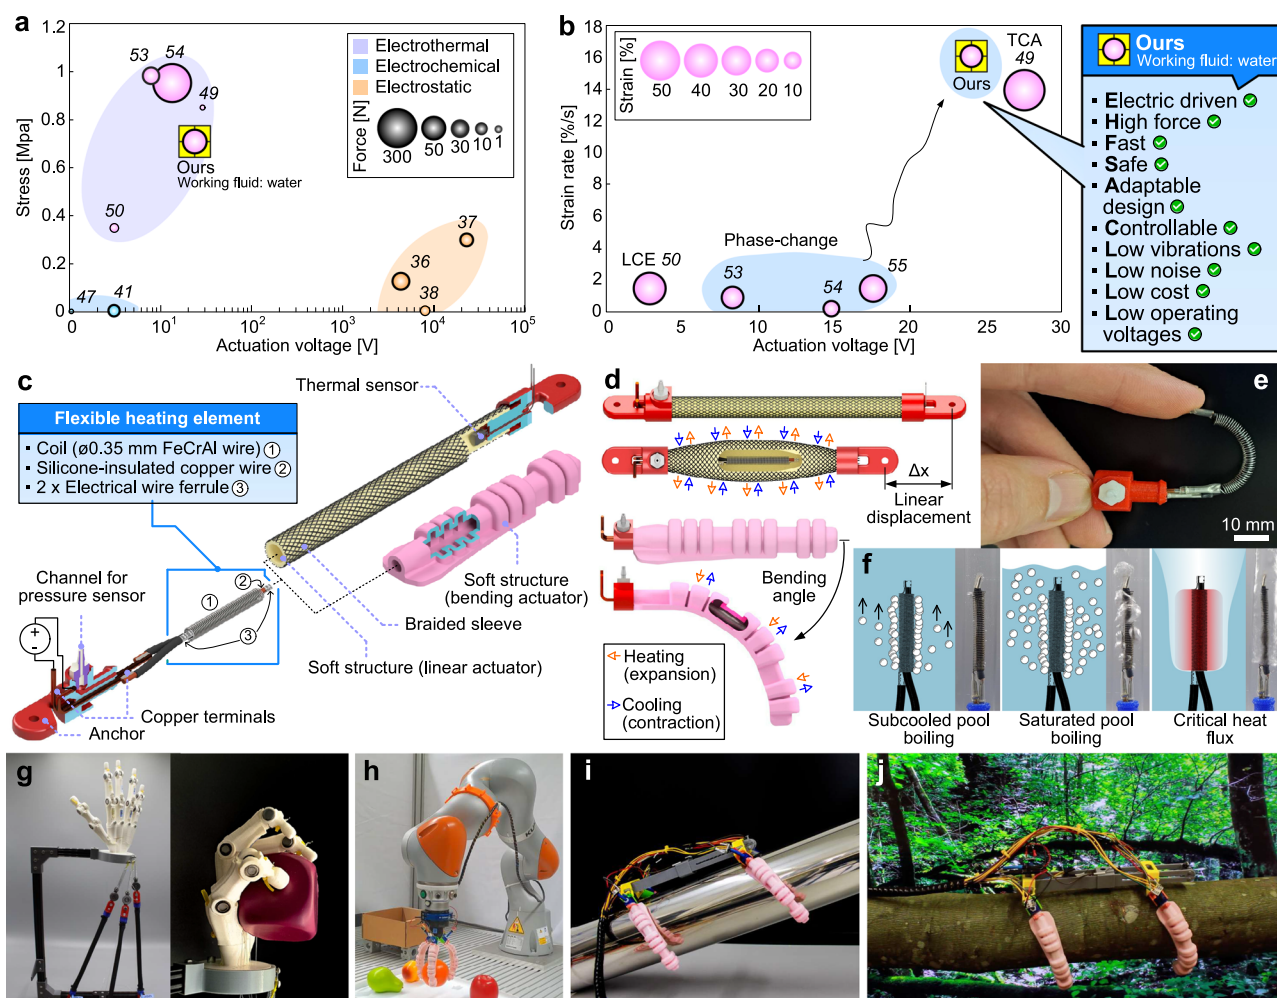 a
1.2
1
0.8
0.6
0.4
0.2
0
Stress [Mpa]
53
54
49
Ours
Working fluid: water
50
47
41
36
37
38
Electrothermal
Electrochemical
Electrostatic
Force [N]
300
50
30
10
1
0
10¹
10²
10³
10⁴
10⁵
Actuation voltage [V]
b
18
16
14
12
10
8
6
4
2
0
Strain rate [%/s]
Strain [%]
50
40
30
20
10
Ours
TCA
49
Phase-change
LCE 50
53
54
55
0
5
10
15
20
25
30
Actuation voltage [V]
Ours
Working fluid: water
▪ Electric driven
▪ High force
▪ Fast
▪ Safe
▪ Adaptable
design
▪ Controllable
▪ Low vibrations
▪ Low noise
▪ Low cost
▪ Low operating
voltages
c
Thermal sensor
Flexible heating element
▪ Coil (ø0.35 mm FeCrAl wire) ①
▪ Silicone-insulated copper wire ②
▪ 2 x Electrical wire ferrule ③
Channel for
pressure sensor
①
②
③
+
-
Soft structure
(bending actuator)
Braided sleeve
Soft structure (linear actuator)
Copper terminals
Anchor
d
Δx
Linear
displacement
Bending
angle
Heating
(expansion)
Cooling
(contraction)
e
10 mm
f
Subcooled pool
boiling
Saturated pool
boiling
Critical heat
flux
g
h
i
j